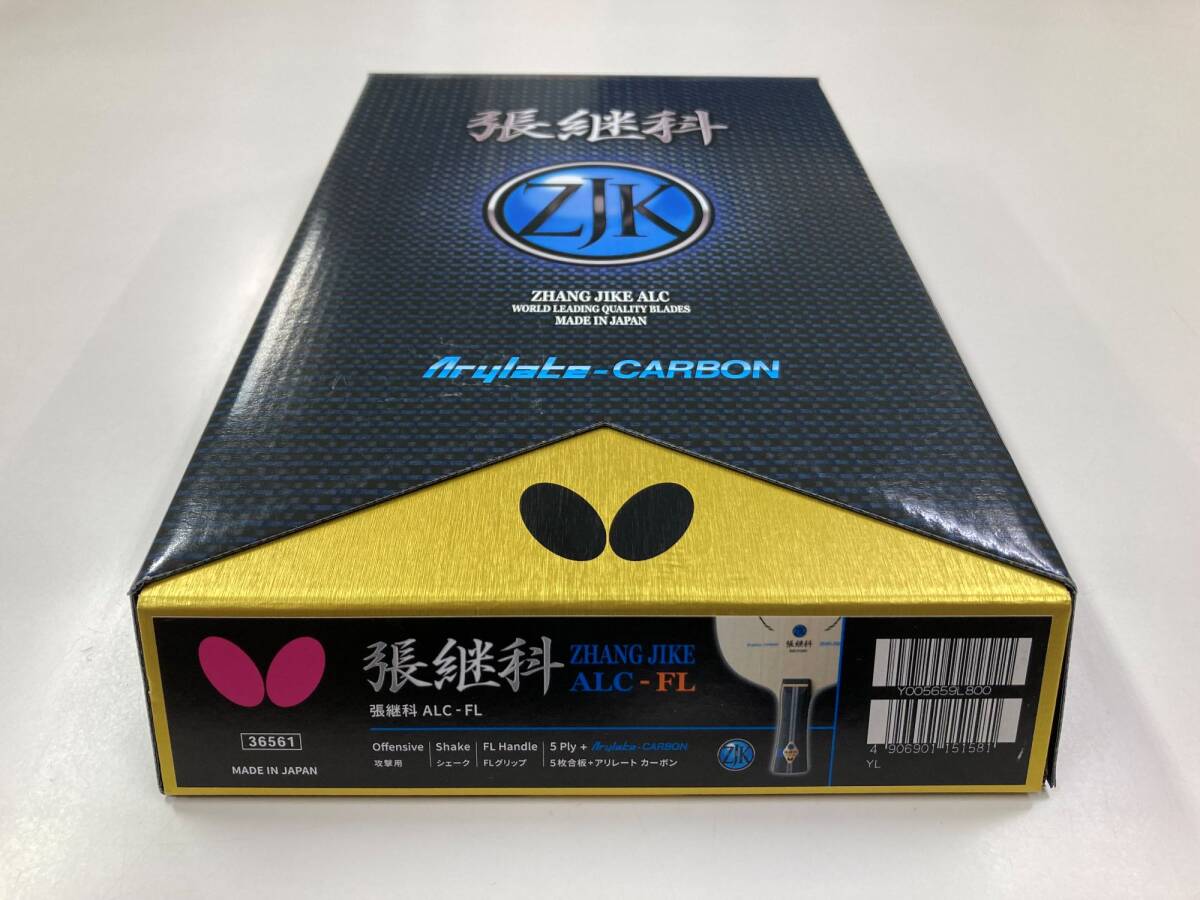 張継科
ZJK
ZHANG JIKE ALC
WORLD LEADING QUALITY BLADES
MADE IN JAPAN
Arylate-CARBON
張継科 ZHANG JIKE
ALC - FL
張継科 ALC - FL
36561
MADE IN JAPAN
Offensive Shake FL Handle 5 Ply + Arylate-CARBON
攻撃用 シェーク FLグリップ 5枚合板+アリレート カーボン
ZJK
張継科
Y005659L800
4 906901 151581
YL